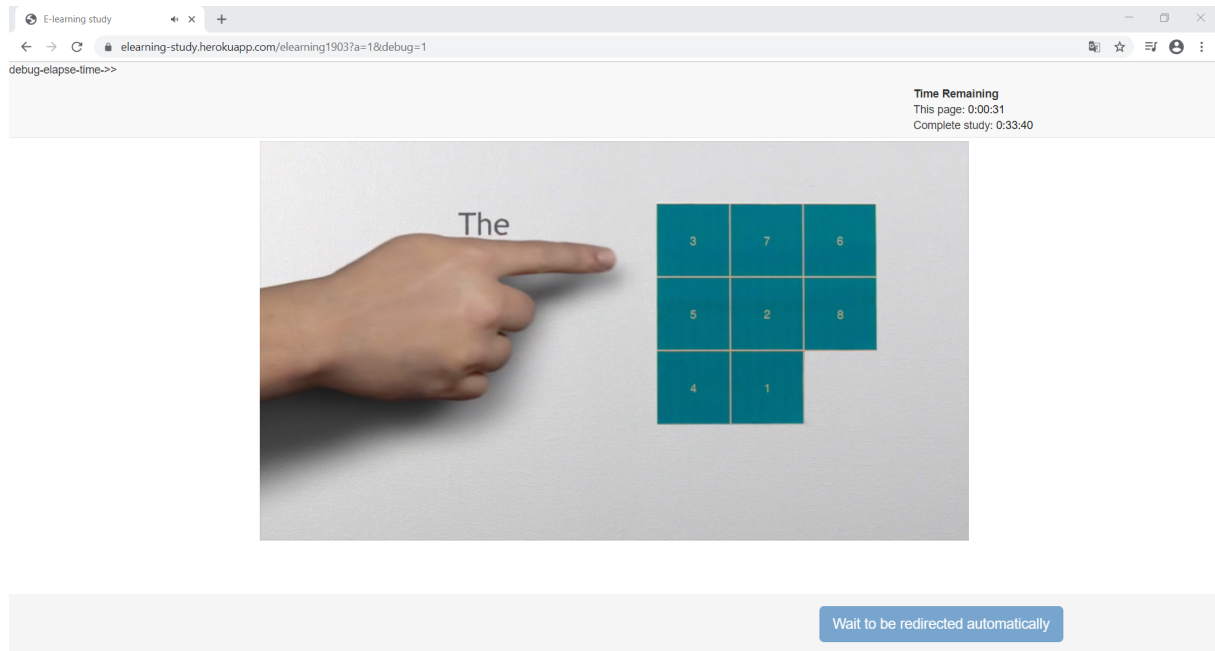 E-learning study
elearning-study.herokuapp.com/elearning1903?a=1&debug=1
debug-elapse-time->>
Time Remaining
This page: 0:00:31
Complete study: 0:33:40
The
3 7 6
5 2 8
4 1
Wait to be redirected automatically